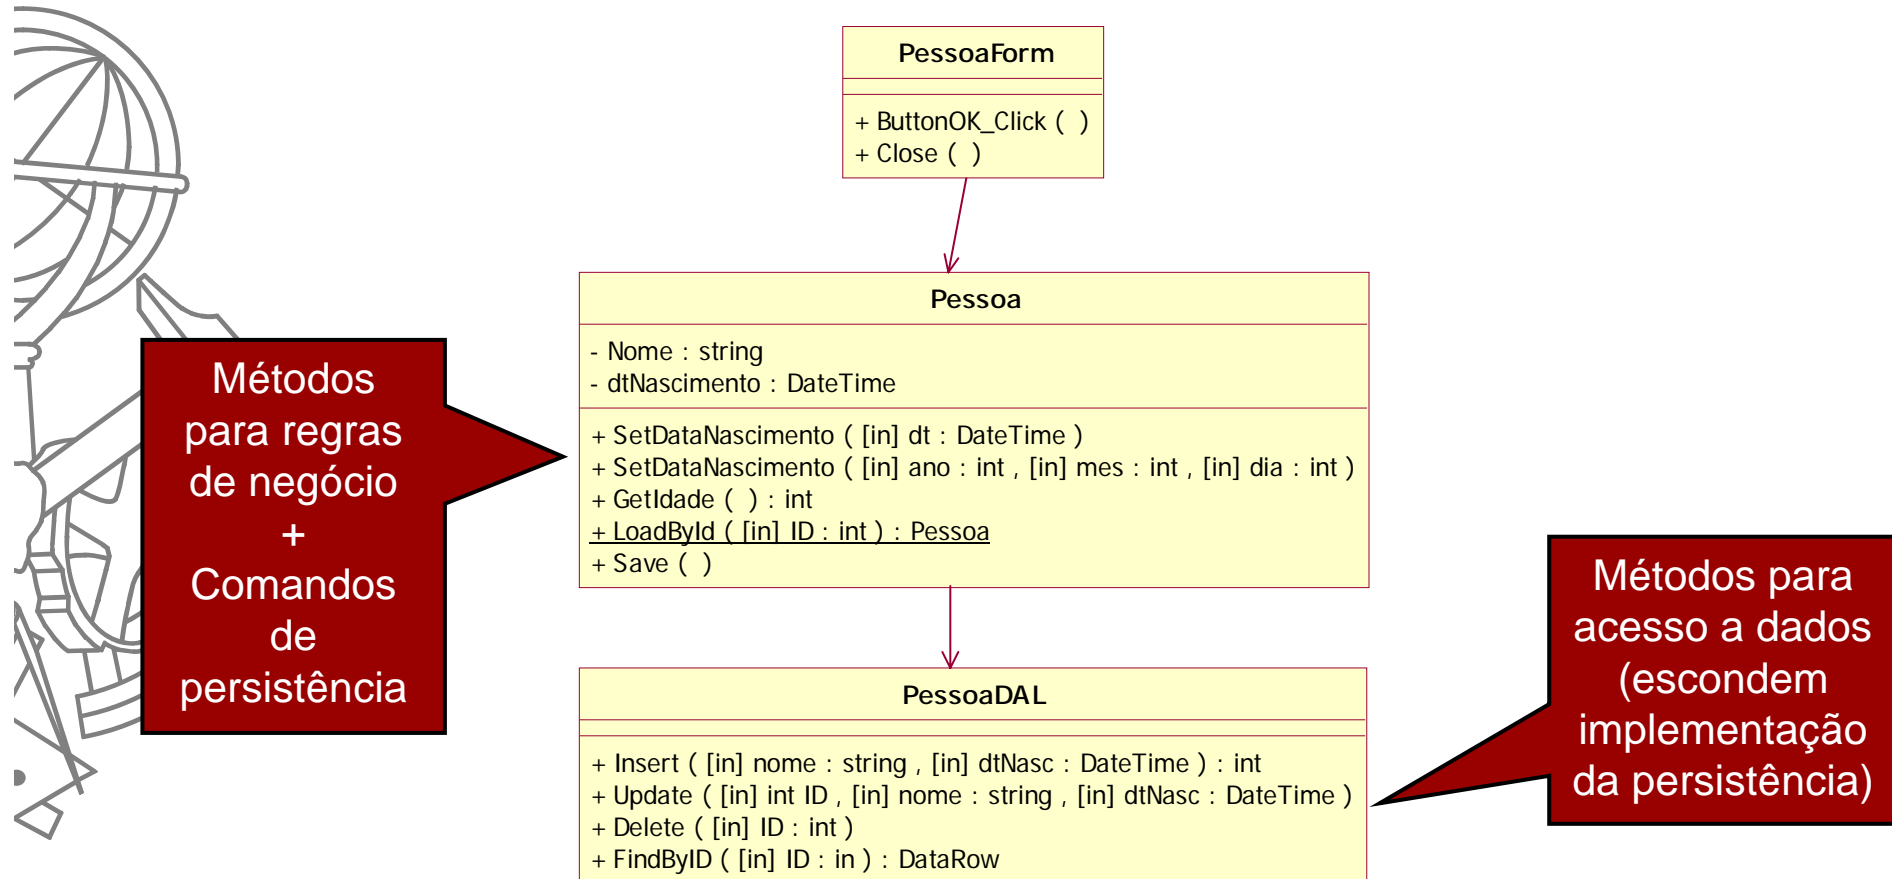 PessoaForm
+ ButtonOK_Click ( )
+ Close ( )
Pessoa
- Nome : string
- dtNascimento : DateTime
+ SetDataNascimento ( [in] dt : DateTime )
+ SetDataNascimento ( [in] ano : int , [in] mes : int , [in] dia : int )
+ GetIdade ( ) : int
+ LoadById ( [in] ID : int ) : Pessoa
+ Save ( )
Métodos
para regras
de negócio
+
Comandos
de
persistência
PessoaDAL
+ Insert ( [in] nome : string , [in] dtNasc : DateTime ) : int
+ Update ( [in] int ID , [in] nome : string , [in] dtNasc : DateTime )
+ Delete ( [in] ID : int )
+ FindByID ( [in] ID : in ) : DataRow
Métodos para
acesso a dados
(escondem
implementação
da persistência)